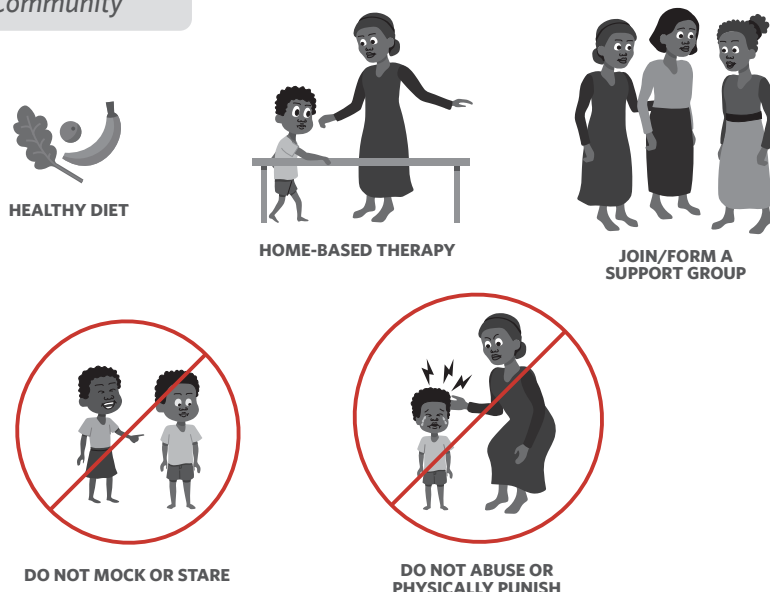 Community
HEALTHY DIET
HOME-BASED THERAPY
JOIN/FORM A
SUPPORT GROUP
DO NOT MOCK OR STARE
DO NOT ABUSE OR
PHYSICALLY PUNISH